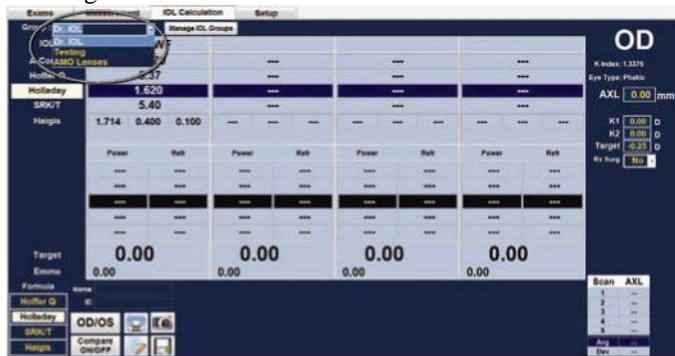 Exams Measurement IOL Calculation Setup
Group: Dr. IOL Manage IOL Groups
Dr. IOL
Testing
AMO Lenses
OD
K Index: 1.3375
Eye Type: Phakic
Hoffer Q 5.37 --- --- ---
Holladay 1.620 --- --- ---
AXL 0.00 mm
SRK/T 5.40 --- --- ---
Haigis 1.714 0.400 0.100 --- --- --- --- --- --- --- --- ---
K1 0.00 D
K2 0.00 D
Target -0.25 D
Rx Surg No
Power Refr Power Refr Power Refr Power Refr
--- --- --- --- --- --- --- ---
--- --- --- --- --- --- --- ---
--- --- --- --- --- --- --- ---
--- --- --- --- --- --- --- ---
--- --- --- --- --- --- --- ---
Target 0.00 0.00 0.00 0.00
Emme 0.00 0.00 0.00 0.00
Formula
Name
ID
Hoffer Q
Holladay
SRK/T
Haigis
OD/OS
Compare ON/OFF
Scan AXL
1 ---
2 ---
3 ---
4 ---
5 ---
Avg ---
Dev ---